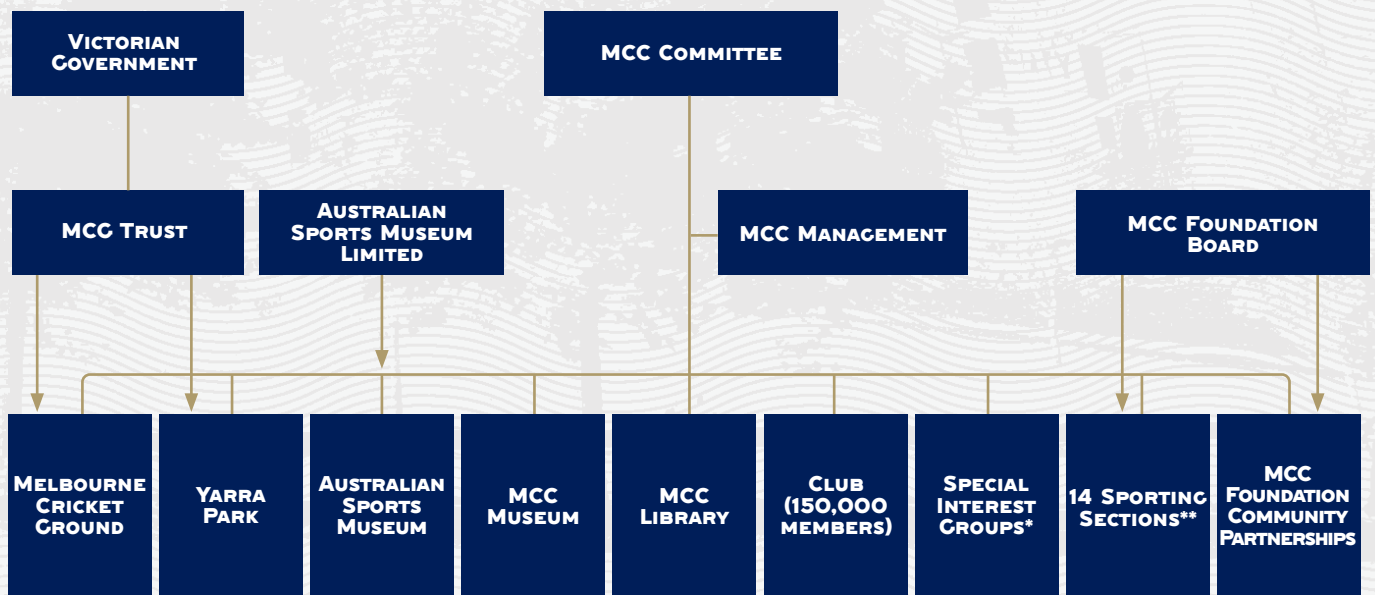 Victorian
Government
MCC Committee
MCG Trust
Australian
Sports Museum
Limited
MCC Management
MCC Foundation
Board
Melbourne
Cricket
Ground
Yarra
Park
Australian
Sports
Museum
MCC
Museum
MCC
Library
Club
(150,000
members)
Special
Interest
Groups*
14 Sporting
Sections**
MCC
Foundation
Community
Partnerships